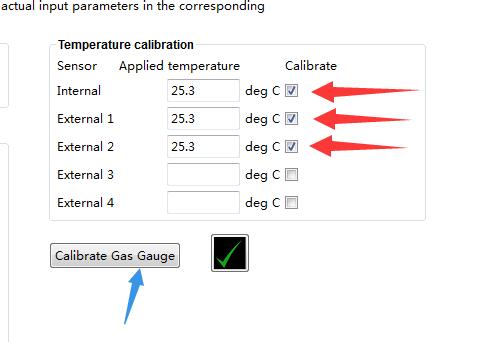 actual input parameters in the corresponding
Temperature calibration
Sensor Applied temperature Calibrate
Internal 25.3 deg C
External 1 25.3 deg C
External 2 25.3 deg C
External 3 deg C
External 4 deg C
Calibrate Gas Gauge